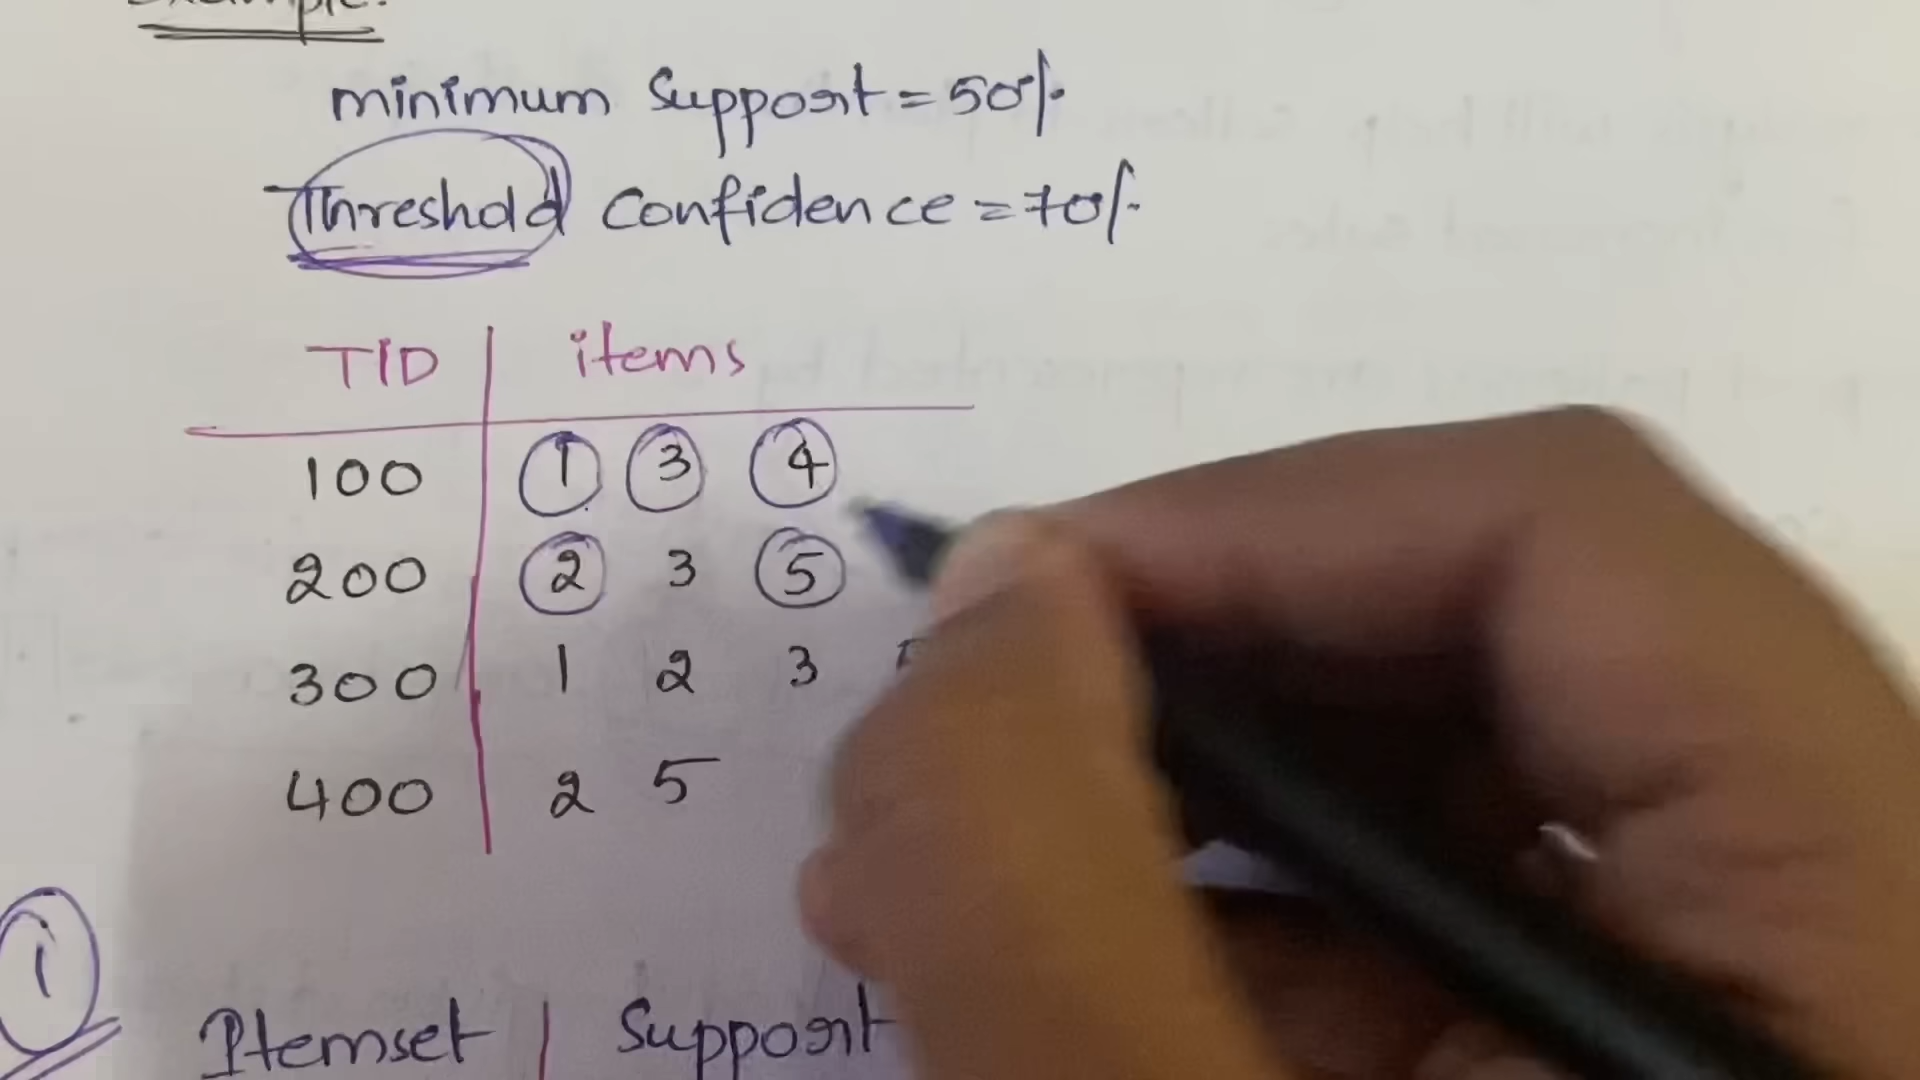 Example:
minimum Support = 50%
Threshold Confidence = 70%
TID | items
100 | 1 3 4
200 | 2 3 5
300 | 1 2 3
400 | 2 5
1
Itemset | Support